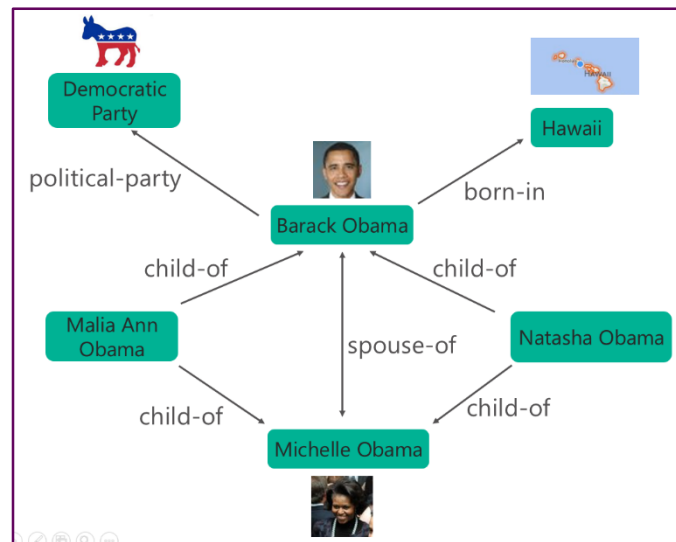 Democratic
Party
HAWAII
Hawaii
political-party
born-in
Barack Obama
child-of
child-of
Malia Ann
Obama
spouse-of
Natasha Obama
child-of
child-of
Michelle Obama